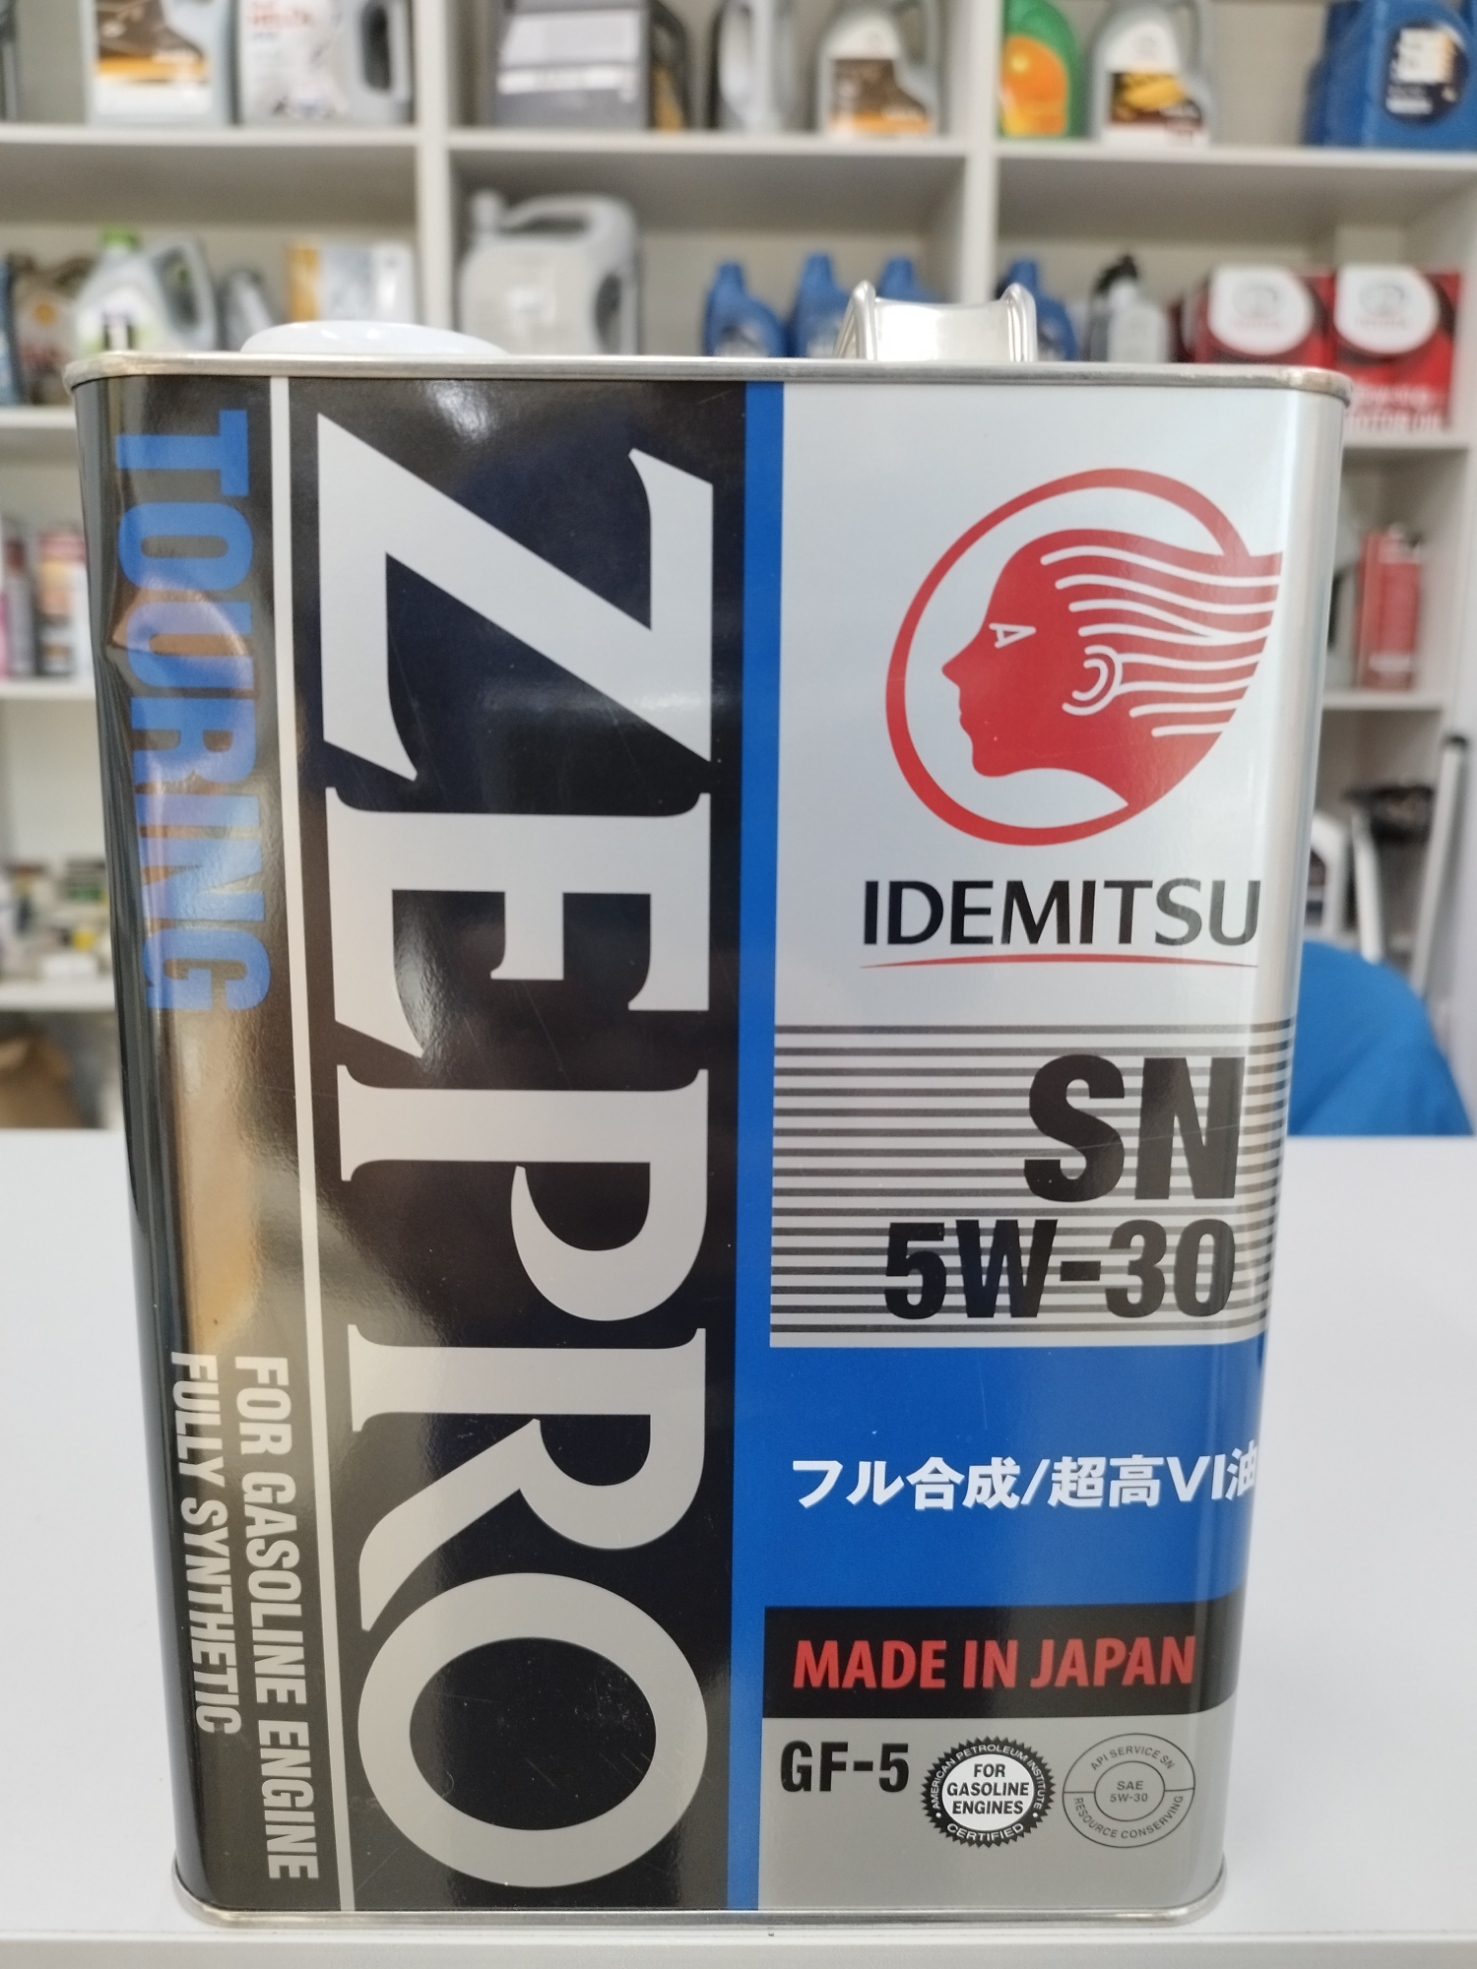 TOURING
FOR GASOLINE ENGINE
FULLY SYNTHETIC
ZEPRO
IDEMITSU
SN
5W-30
フル合成/超高VI油
MADE IN JAPAN
GF-5
AMERICAN PETROLEUM INSTITUTE
FOR
GASOLINE
ENGINES
CERTIFIED
API SERVICE SN
SAE
5W-30
RESOURCE CONSERVING